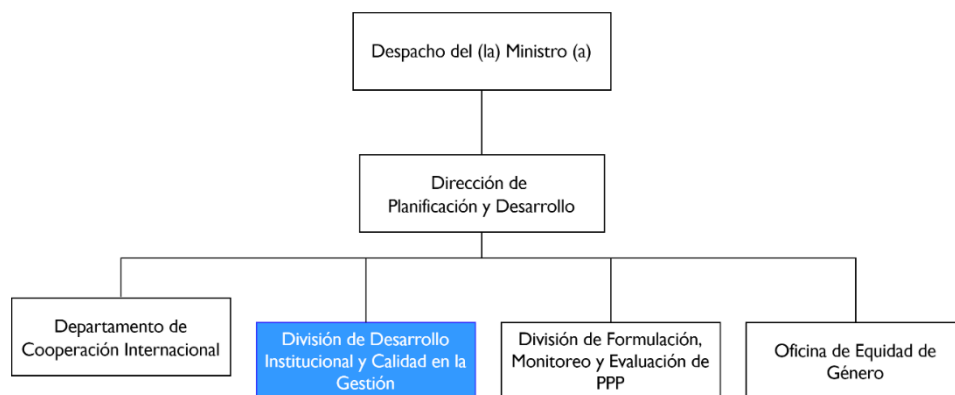 Despacho del (la) Ministro (a)
Dirección de
Planificación y Desarrollo
Departamento de
Cooperación Internacional
División de Desarrollo
Institucional y Calidad en la
Gestión
División de Formulación,
Monitoreo y Evaluación de
PPP
Oficina de Equidad de
Género